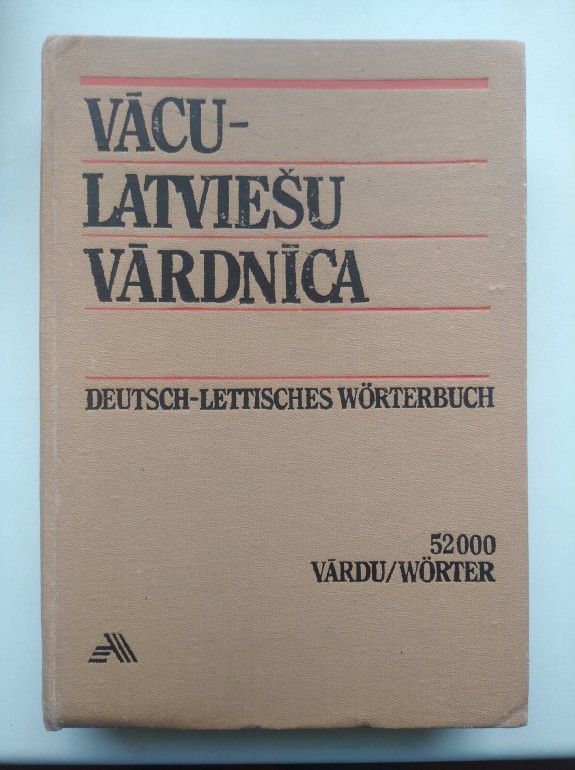 VĀCU-
LATVIEŠU
VĀRDNĪCA
DEUTSCH-LETTISCHES WÖRTERBUCH
52000
VĀRDU/WÖRTER